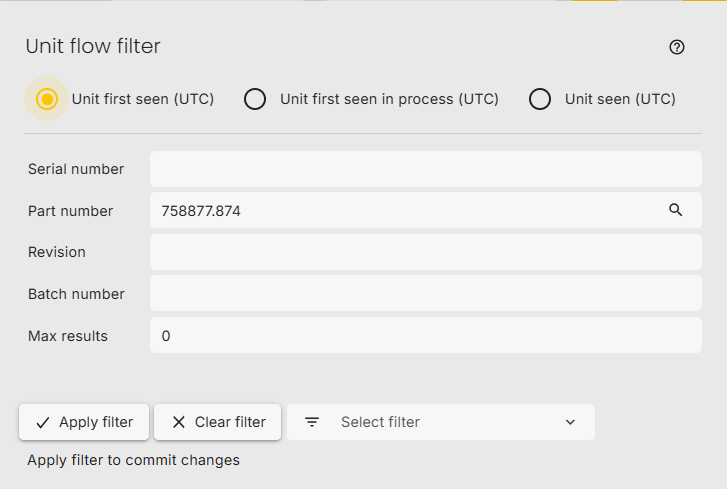 Unit flow filter
Unit first seen (UTC) Unit first seen in process (UTC) Unit seen (UTC)
Serial number
Part number 758877.874
Revision
Batch number
Max results 0
Apply filter Clear filter Select filter
Apply filter to commit changes